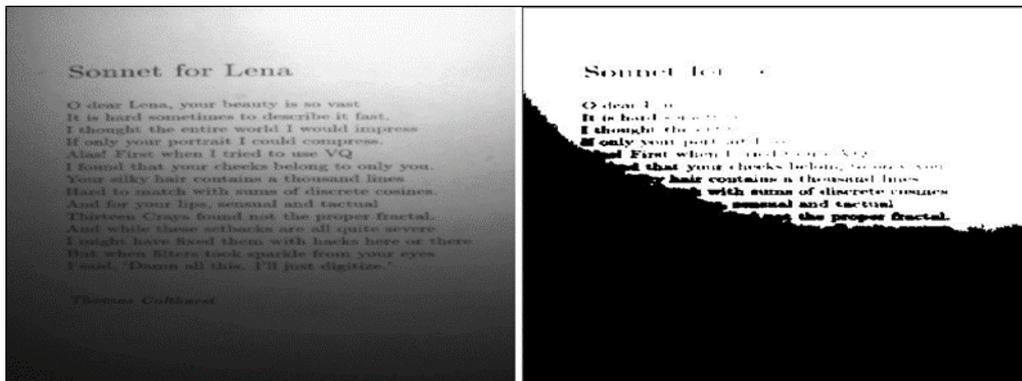 Sonnet for Lena
O dear Lena, your beauty is so vast
It is hard sometimes to describe it fast.
I thought the entire world I would impress
If only your portrait I could compress.
Alas! First when I tried to use VQ
I found that your cheeks belong to only you.
Your silky hair contains a thousand lines
Hard to match with sums of discrete cosines.
And for your lips, sensual and tactual
Thirteen Crays found not the proper fractal.
And while these setbacks are all quite severe
I might have fixed them with hacks here or there
But when filters took sparkle from your eyes
I said, "Damn all this. I'll just digitize."
Thomas Colthurst
Sonnet for
O dear
It is hard
I thought the
If only your
First when I
that your cheeks belong to only you
hair contains a thousand lines
with sums of discrete cosines
sensual and tactual
not the proper fractal.